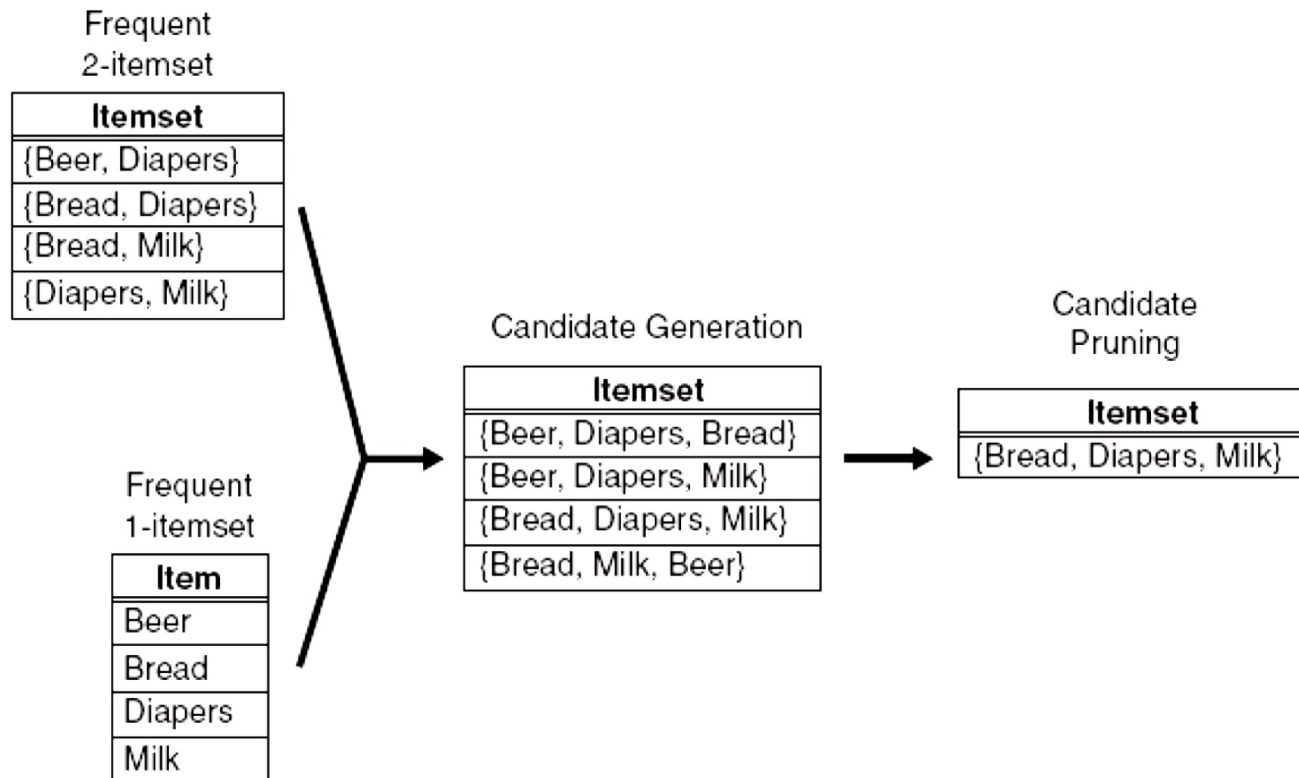 Frequent
2-itemset
Itemset
{Beer, Diapers}
{Bread, Diapers}
{Bread, Milk}
{Diapers, Milk}
Frequent
1-itemset
Item
Beer
Bread
Diapers
Milk
Candidate Generation
Itemset
{Beer, Diapers, Bread}
{Beer, Diapers, Milk}
{Bread, Diapers, Milk}
{Bread, Milk, Beer}
Candidate
Pruning
Itemset
{Bread, Diapers, Milk}